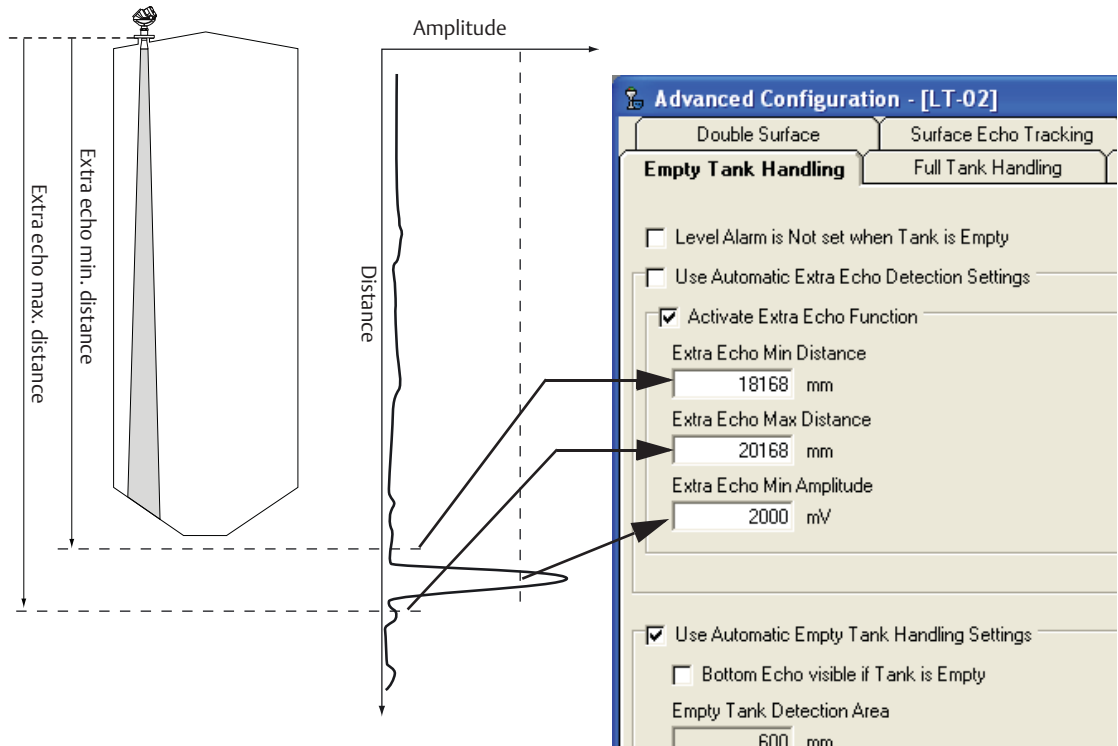 Amplitude
Extra echo min. distance
Extra echo max. distance
Distance
Advanced Configuration - [LT-02]
Double Surface
Surface Echo Tracking
Empty Tank Handling
Full Tank Handling
Level Alarm is Not set when Tank is Empty
Use Automatic Extra Echo Detection Settings
Activate Extra Echo Function
Extra Echo Min Distance
18168 mm
Extra Echo Max Distance
20168 mm
Extra Echo Min Amplitude
2000 mV
Use Automatic Empty Tank Handling Settings
Bottom Echo visible if Tank is Empty
Empty Tank Detection Area
600 mm